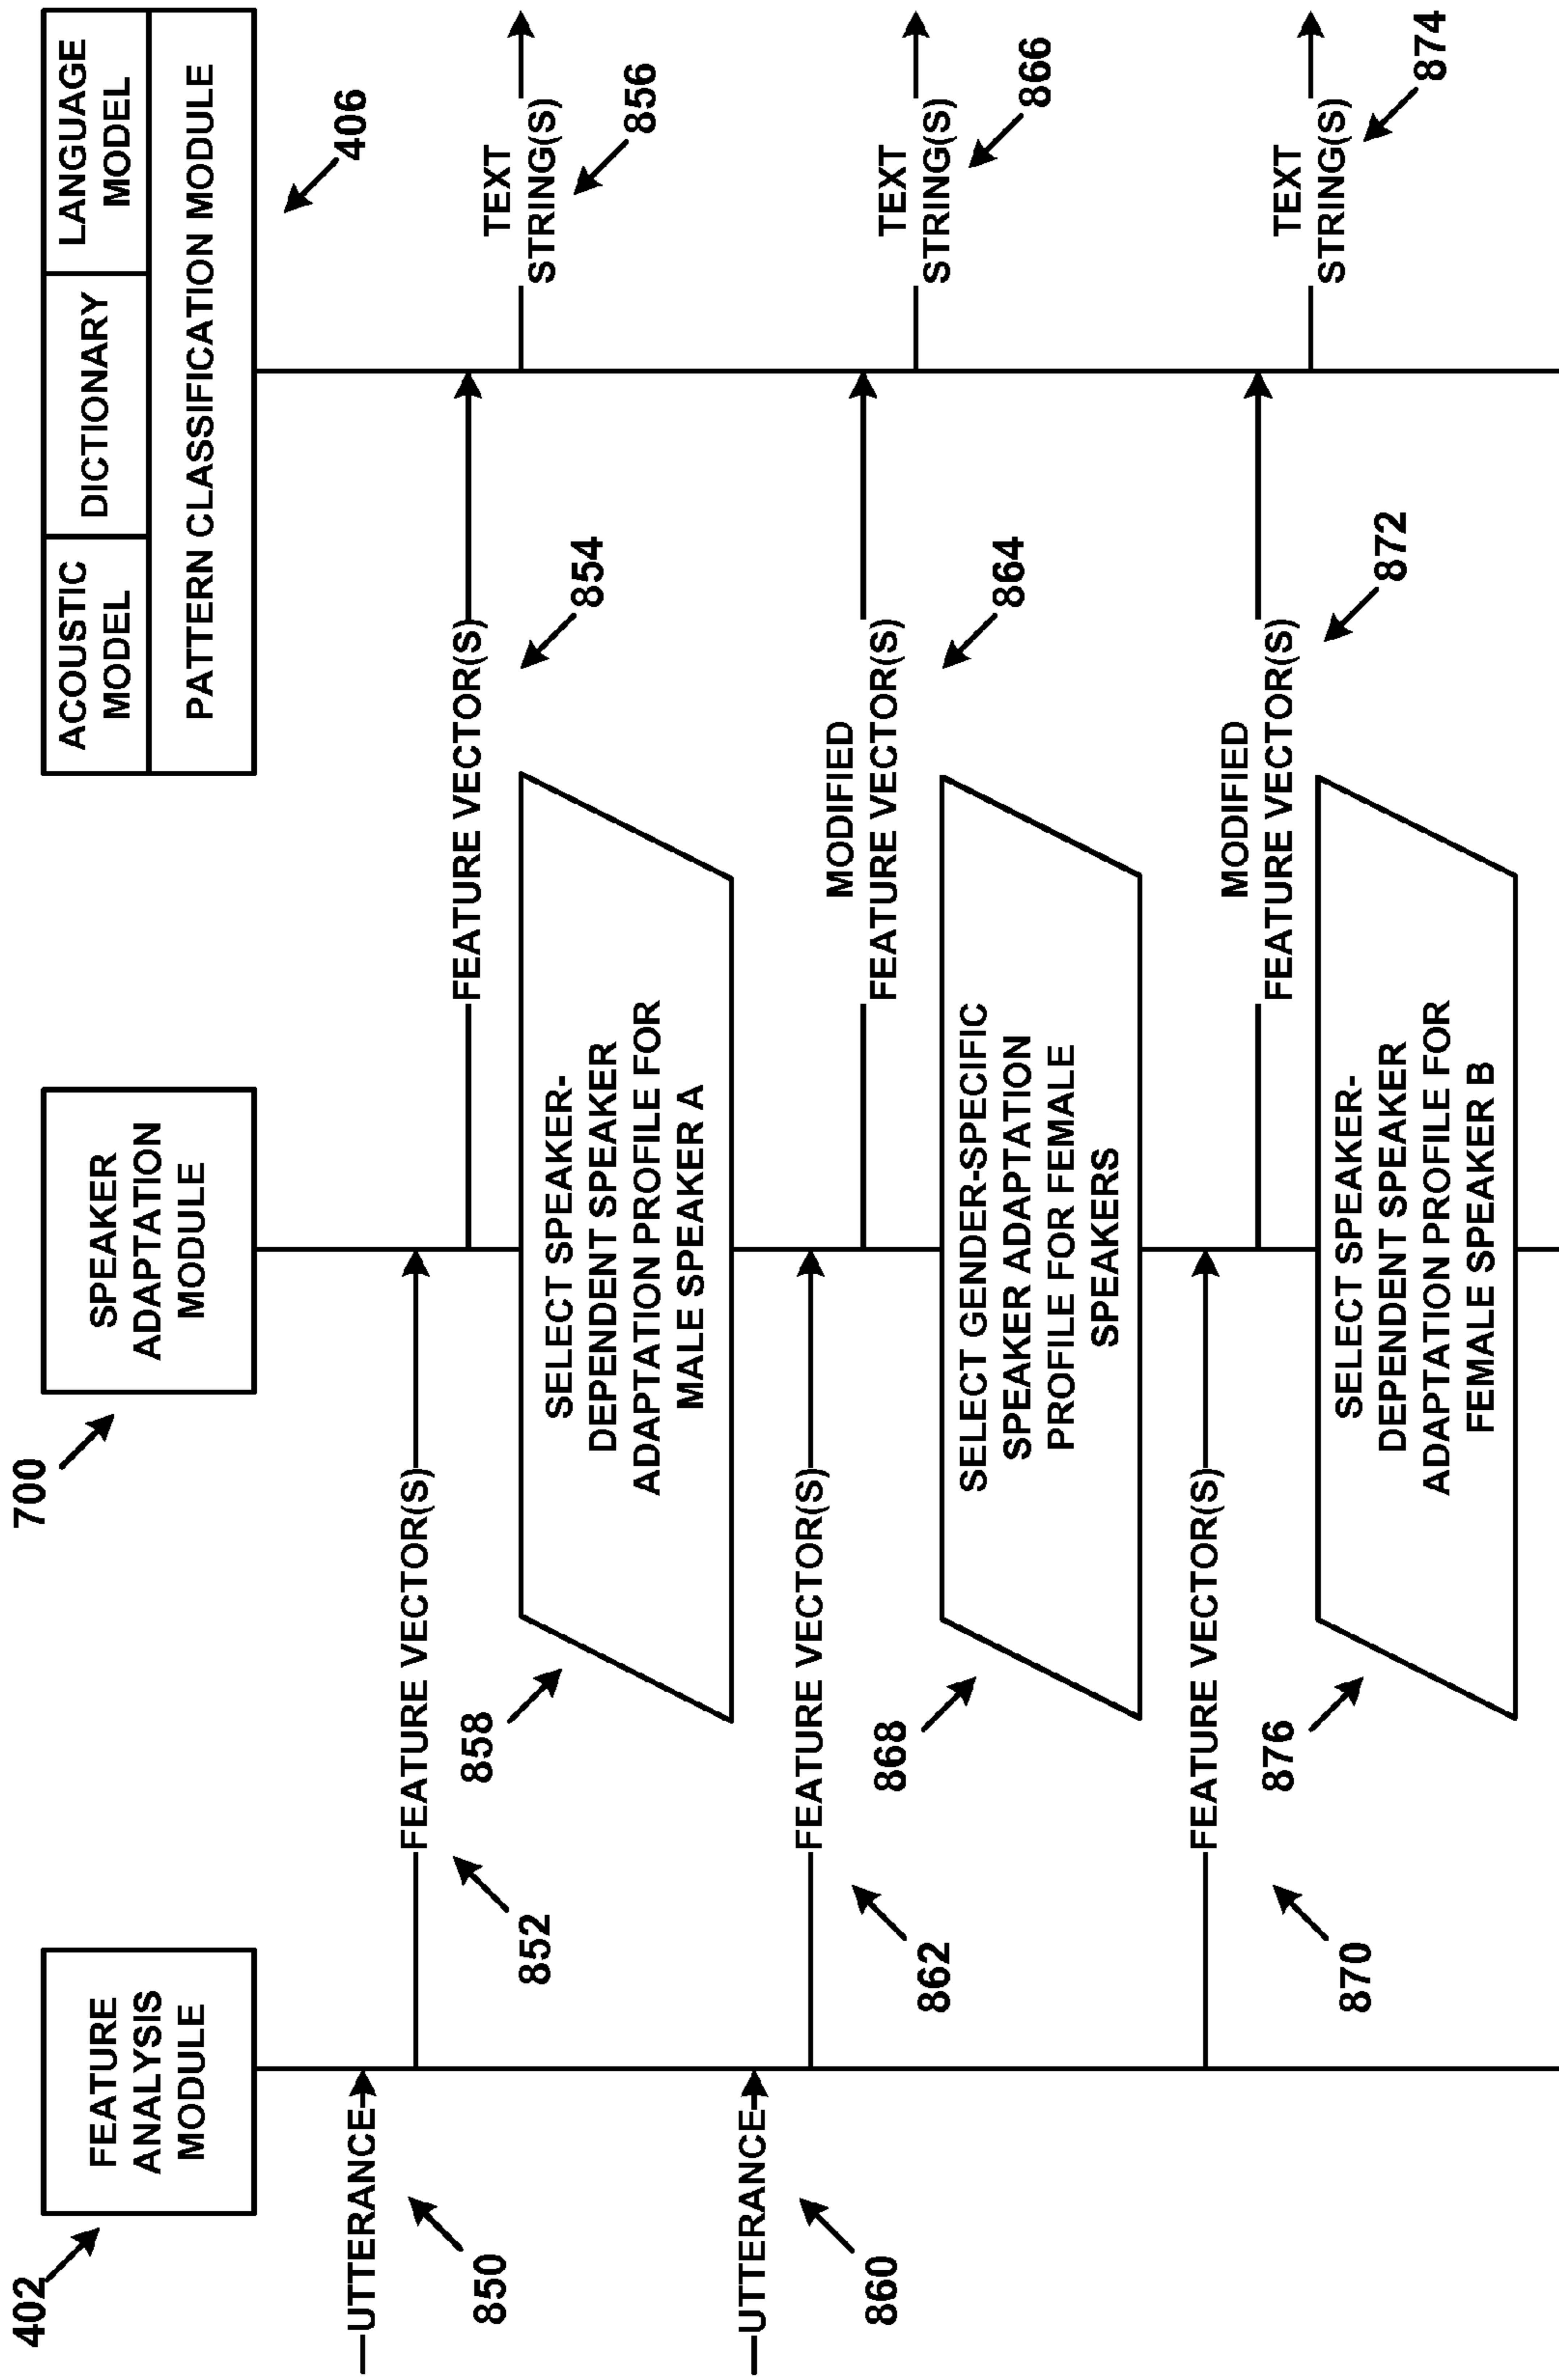 402
FEATURE
ANALYSIS
MODULE
700
SPEAKER
ADAPTATION
MODULE
ACOUSTIC
MODEL
DICTIONARY
LANGUAGE
MODEL
PATTERN CLASSIFICATION MODULE
406
UTTERANCE
850
FEATURE VECTOR(S)
852
FEATURE VECTOR(S)
854
TEXT
STRING(S)
856
858
SELECT SPEAKER-
DEPENDENT SPEAKER
ADAPTATION PROFILE FOR
MALE SPEAKER A
UTTERANCE
860
FEATURE VECTOR(S)
862
MODIFIED
FEATURE VECTOR(S)
864
TEXT
STRING(S)
866
868
SELECT GENDER-SPECIFIC
SPEAKER ADAPTATION
PROFILE FOR FEMALE
SPEAKERS
FEATURE VECTOR(S)
870
MODIFIED
FEATURE VECTOR(S)
872
TEXT
STRING(S)
874
876
SELECT SPEAKER-
DEPENDENT SPEAKER
ADAPTATION PROFILE FOR
FEMALE SPEAKER B